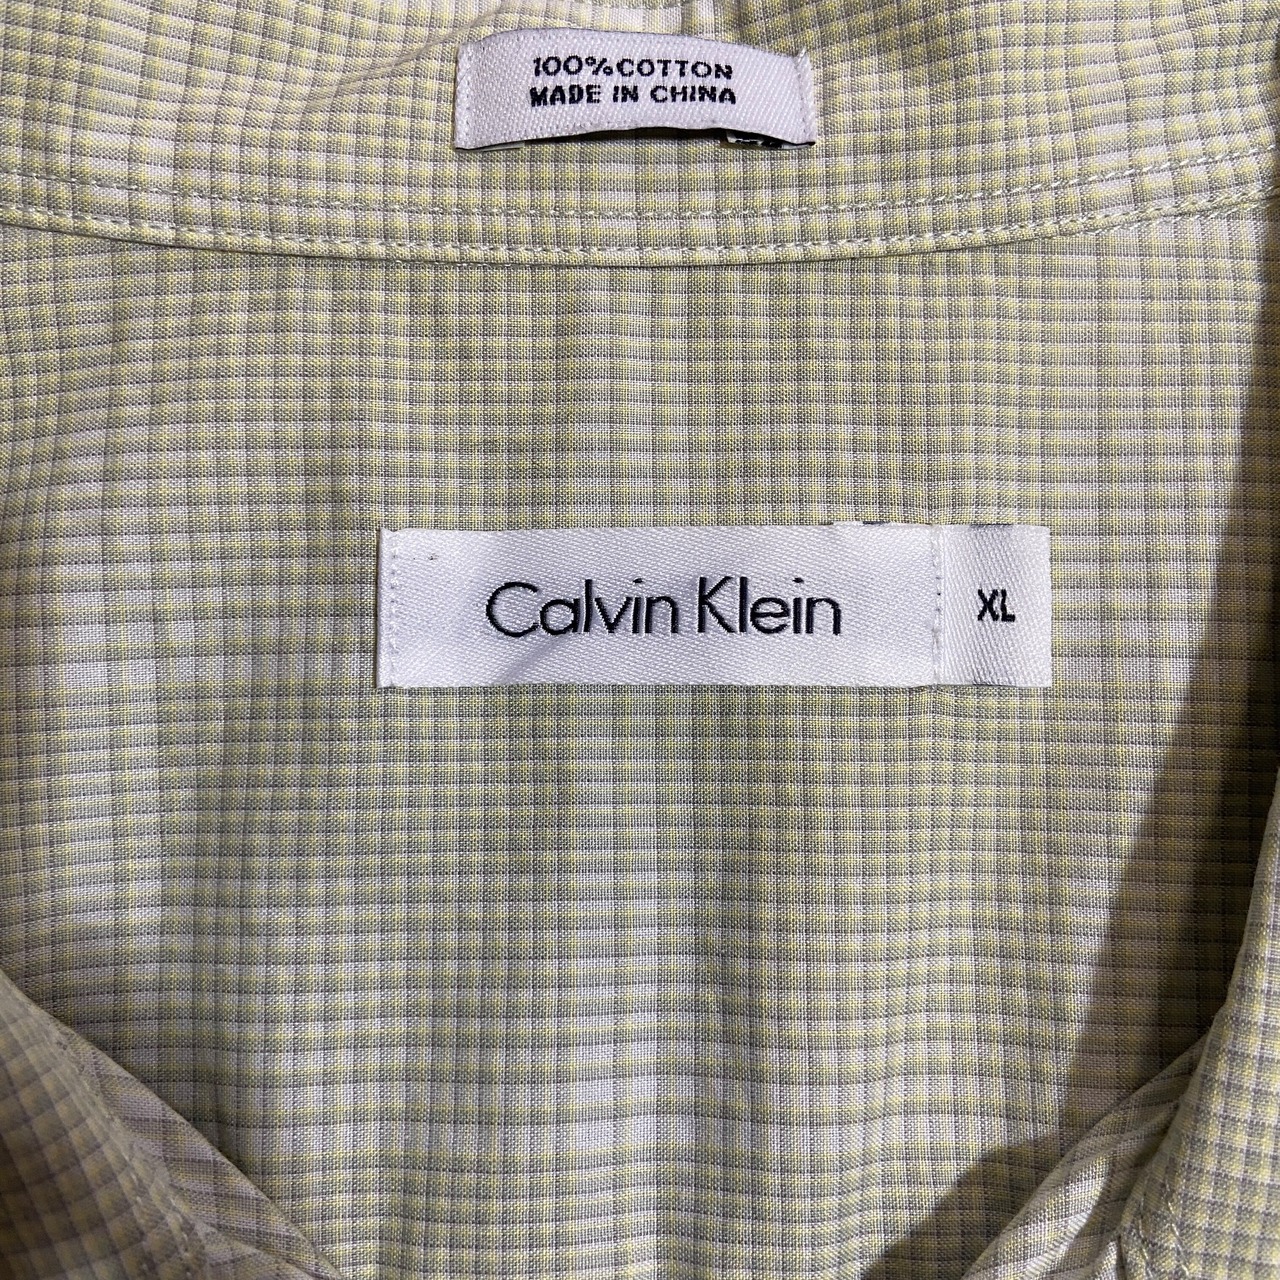 100%COTTON
MADE IN CHINA
Calvin Klein
XL